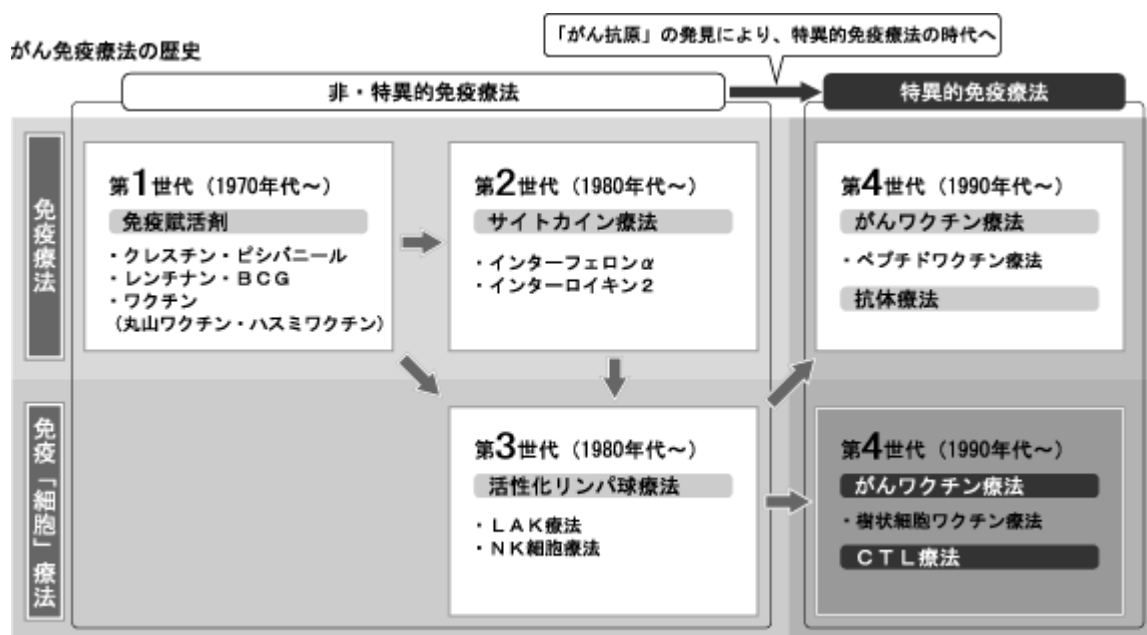 「がん抗原」の発見により、特異的免疫療法の時代へ
がん免疫療法の歴史
非・特異的免疫療法
特異的免疫療法
免疫療法
第1世代（1970年代～）
免疫賦活剤
・クレスチン・ピシバニール
・レンチナン・ＢＣＧ
・ワクチン
（丸山ワクチン・ハスミワクチン）
第2世代（1980年代～）
サイトカイン療法
・インターフェロンα
・インターロイキン２
第4世代（1990年代～）
がんワクチン療法
・ペプチドワクチン療法
抗体療法
免疫「細胞」療法
第3世代（1980年代～）
活性化リンパ球療法
・ＬＡＫ療法
・ＮＫ細胞療法
第4世代（1990年代～）
がんワクチン療法
・樹状細胞ワクチン療法
ＣＴＬ療法